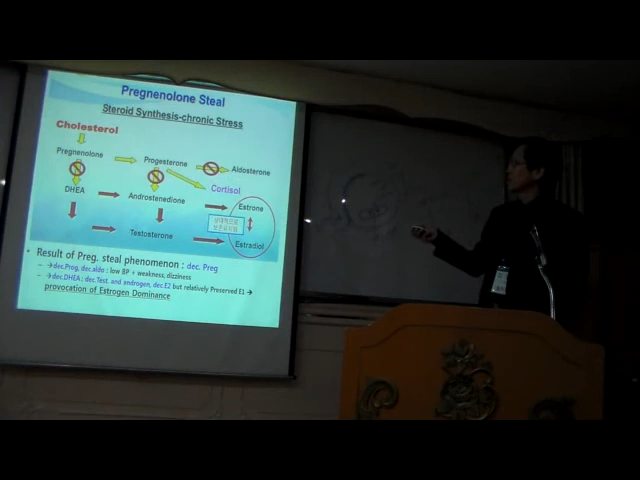 Pregnenolone Steal
Steroid Synthesis-chronic Stress
Cholesterol
Pregnenolone
Progesterone
Aldosterone
Cortisol
DHEA
Androstenedione
Estrone
Testosterone
Estradiol
• Result of Preg. steal phenomenon : dec. Preg
– →dec.Prog, dec.aldo : low BP + weakness, dizziness
– →dec.DHEA ; dec.Test. and androgen, dec.E2 but relatively Preserved E1 →
provocation of Estrogen Dominance